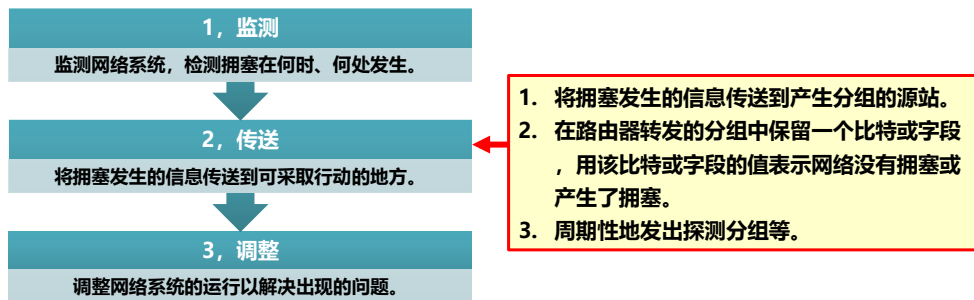 1，监测
监测网络系统，检测拥塞在何时、何处发生。
2，传送
将拥塞发生的信息传送到可采取行动的地方。
3，调整
调整网络系统的运行以解决出现的问题。
1. 将拥塞发生的信息传送到产生分组的源站。
2. 在路由器转发的分组中保留一个比特或字段
，用该比特或字段的值表示网络没有拥塞或
产生了拥塞。
3. 周期性地发出探测分组等。